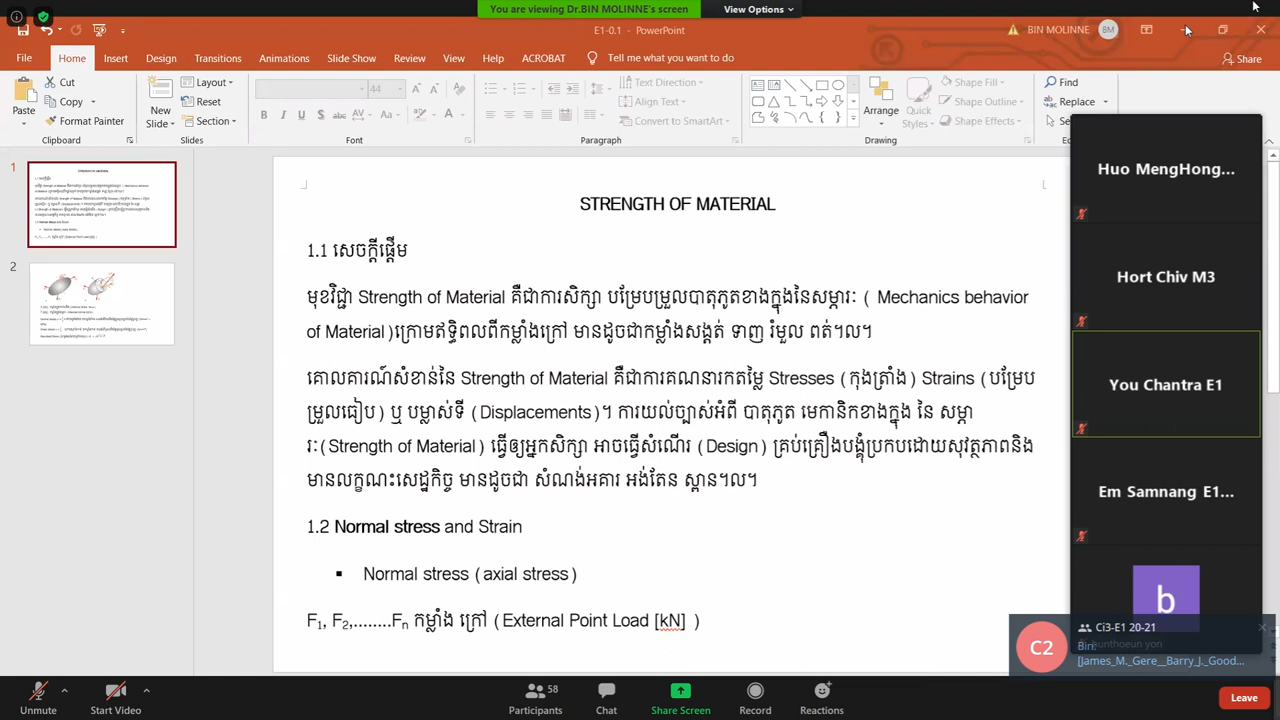 You are viewing Dr.BIN MOLINNE's screen
View Options
E1-0.1 - PowerPoint
BIN MOLINNE
BM
File
Home
Insert
Design
Transitions
Animations
Slide Show
Review
View
Help
ACROBAT
Tell me what you want to do
Share
Paste
Cut
Copy
Format Painter
Clipboard
New
Slide
Layout
Reset
Section
Slides
44
Font
Text Direction
Align Text
Convert to SmartArt
Paragraph
Arrange
Quick
Styles
Shape Fill
Shape Outline
Shape Effects
Drawing
Find
Replace
1
2
STRENGTH OF MATERIAL
1.1 សេចក្តីផ្តើម
មុខវិជ្ជា Strength of Material គឺជាការសិក្សា បម្រែបម្រួលបាតុភូតខាងក្នុងនៃសម្ភារៈ ( Mechanics behavior
of Material)ក្រោមឥទ្ធិពលពីកម្លាំងក្រៅ មានដូចជាកម្លាំងសង្កត់ ទាញ រំមួល ពត់។ល។
គោលការណ៍សំខាន់នៃ Strength of Material គឺជាការគណនារកតម្លៃ Stresses (កុងត្រាំង) Strains (បម្រែប
ម្រួលធៀប) ឬ បម្លាស់ទី (Displacements)។ ការយល់ច្បាស់អំពី បាតុភូត មេកានិកខាងក្នុង នៃ សម្ភា
រៈ(Strength of Material) ធ្វើឲ្យអ្នកសិក្សា អាចធ្វើសំណើរ (Design) គ្រប់គ្រឿងបង្គុំប្រកបដោយសុវត្ថភាពនិង
មានលក្ខណះសេដ្ឋកិច្ច មានដូចជា សំណង់អគារ អង់តែន ស្ពាន។ល។
1.2 Normal stress and Strain
▪ Normal stress (axial stress)
F1, F2,........Fn កម្លាំង ក្រៅ (External Point Load [kN] )
Huo MengHong...
Hort Chiv M3
You Chantra E1
Em Samnang E1...
b
bunthoeun yon
C2
Ci3-E1 20-21
Bin:
[James_M._Gere__Barry_J._Good...
Unmute
Start Video
58
Participants
Chat
Share Screen
Record
Reactions
Leave